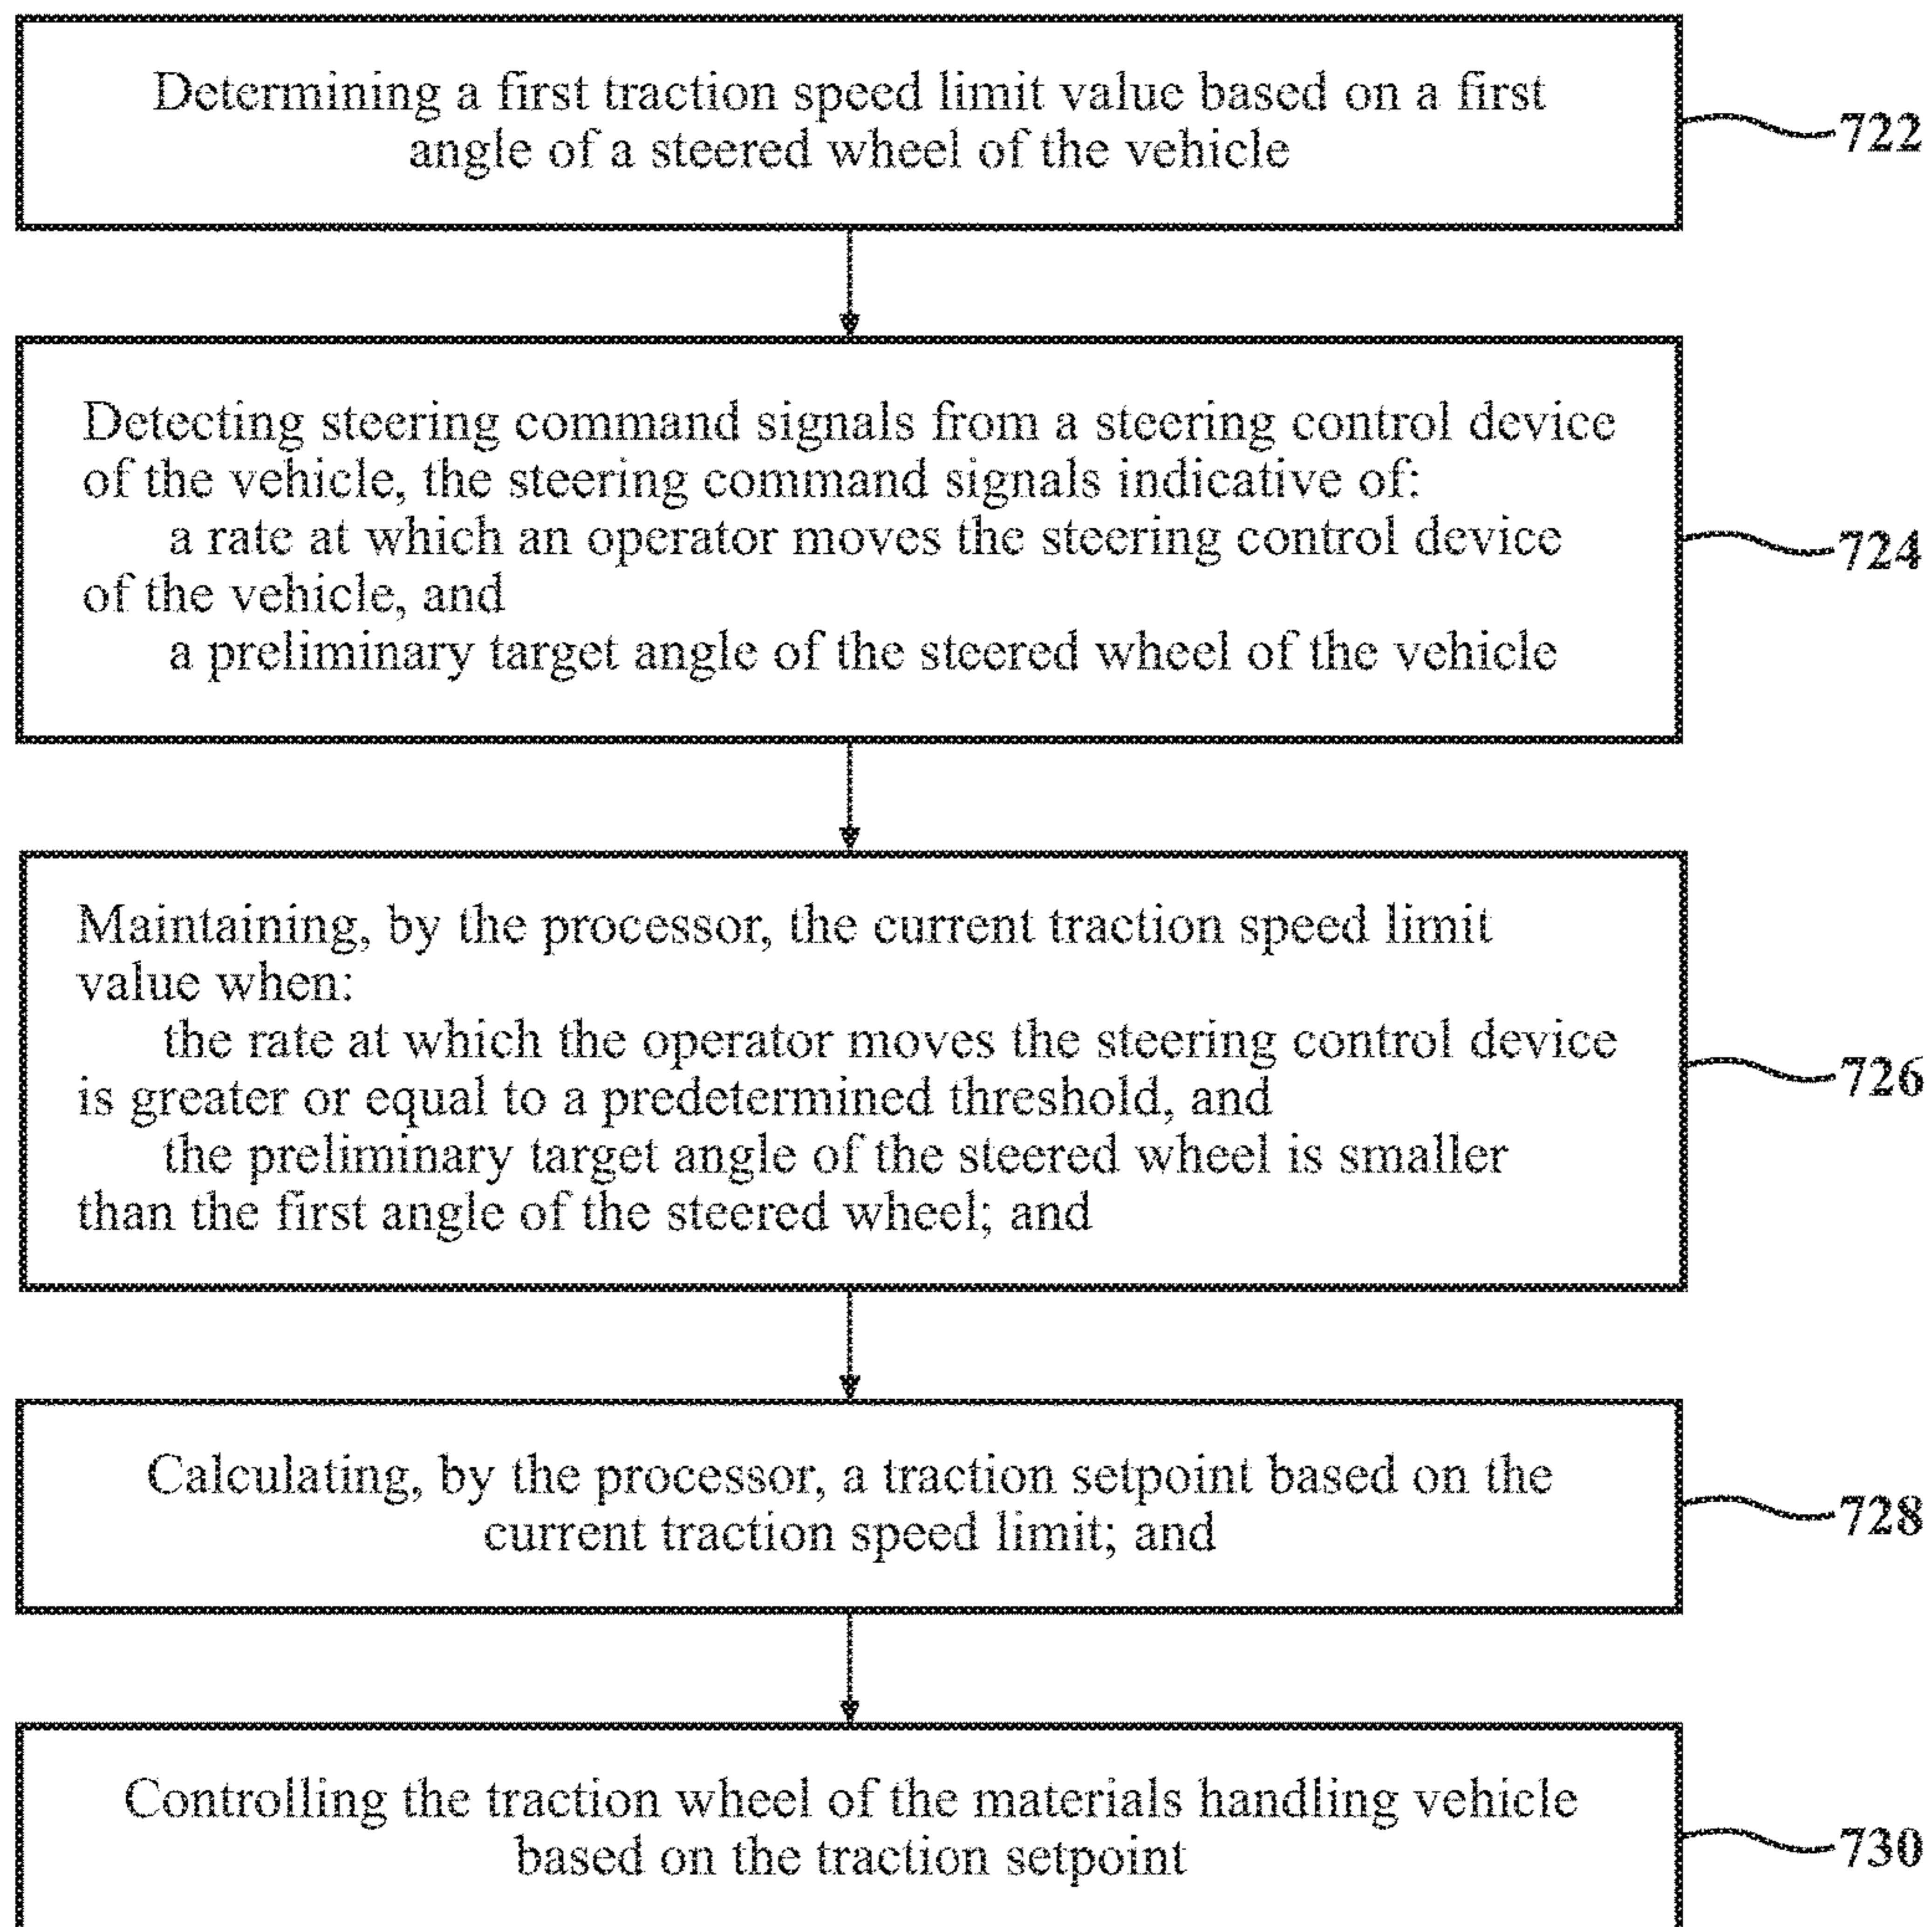 Determining a first traction speed limit value based on a first
angle of a steered wheel of the vehicle
722
Detecting steering command signals from a steering control device
of the vehicle, the steering command signals indicative of:
a rate at which an operator moves the steering control device
of the vehicle, and
a preliminary target angle of the steered wheel of the vehicle
724
Maintaining, by the processor, the current traction speed limit
value when:
the rate at which the operator moves the steering control device
is greater or equal to a predetermined threshold, and
the preliminary target angle of the steered wheel is smaller
than the first angle of the steered wheel; and
726
Calculating, by the processor, a traction setpoint based on the
current traction speed limit; and
728
Controlling the traction wheel of the materials handling vehicle
based on the traction setpoint
730